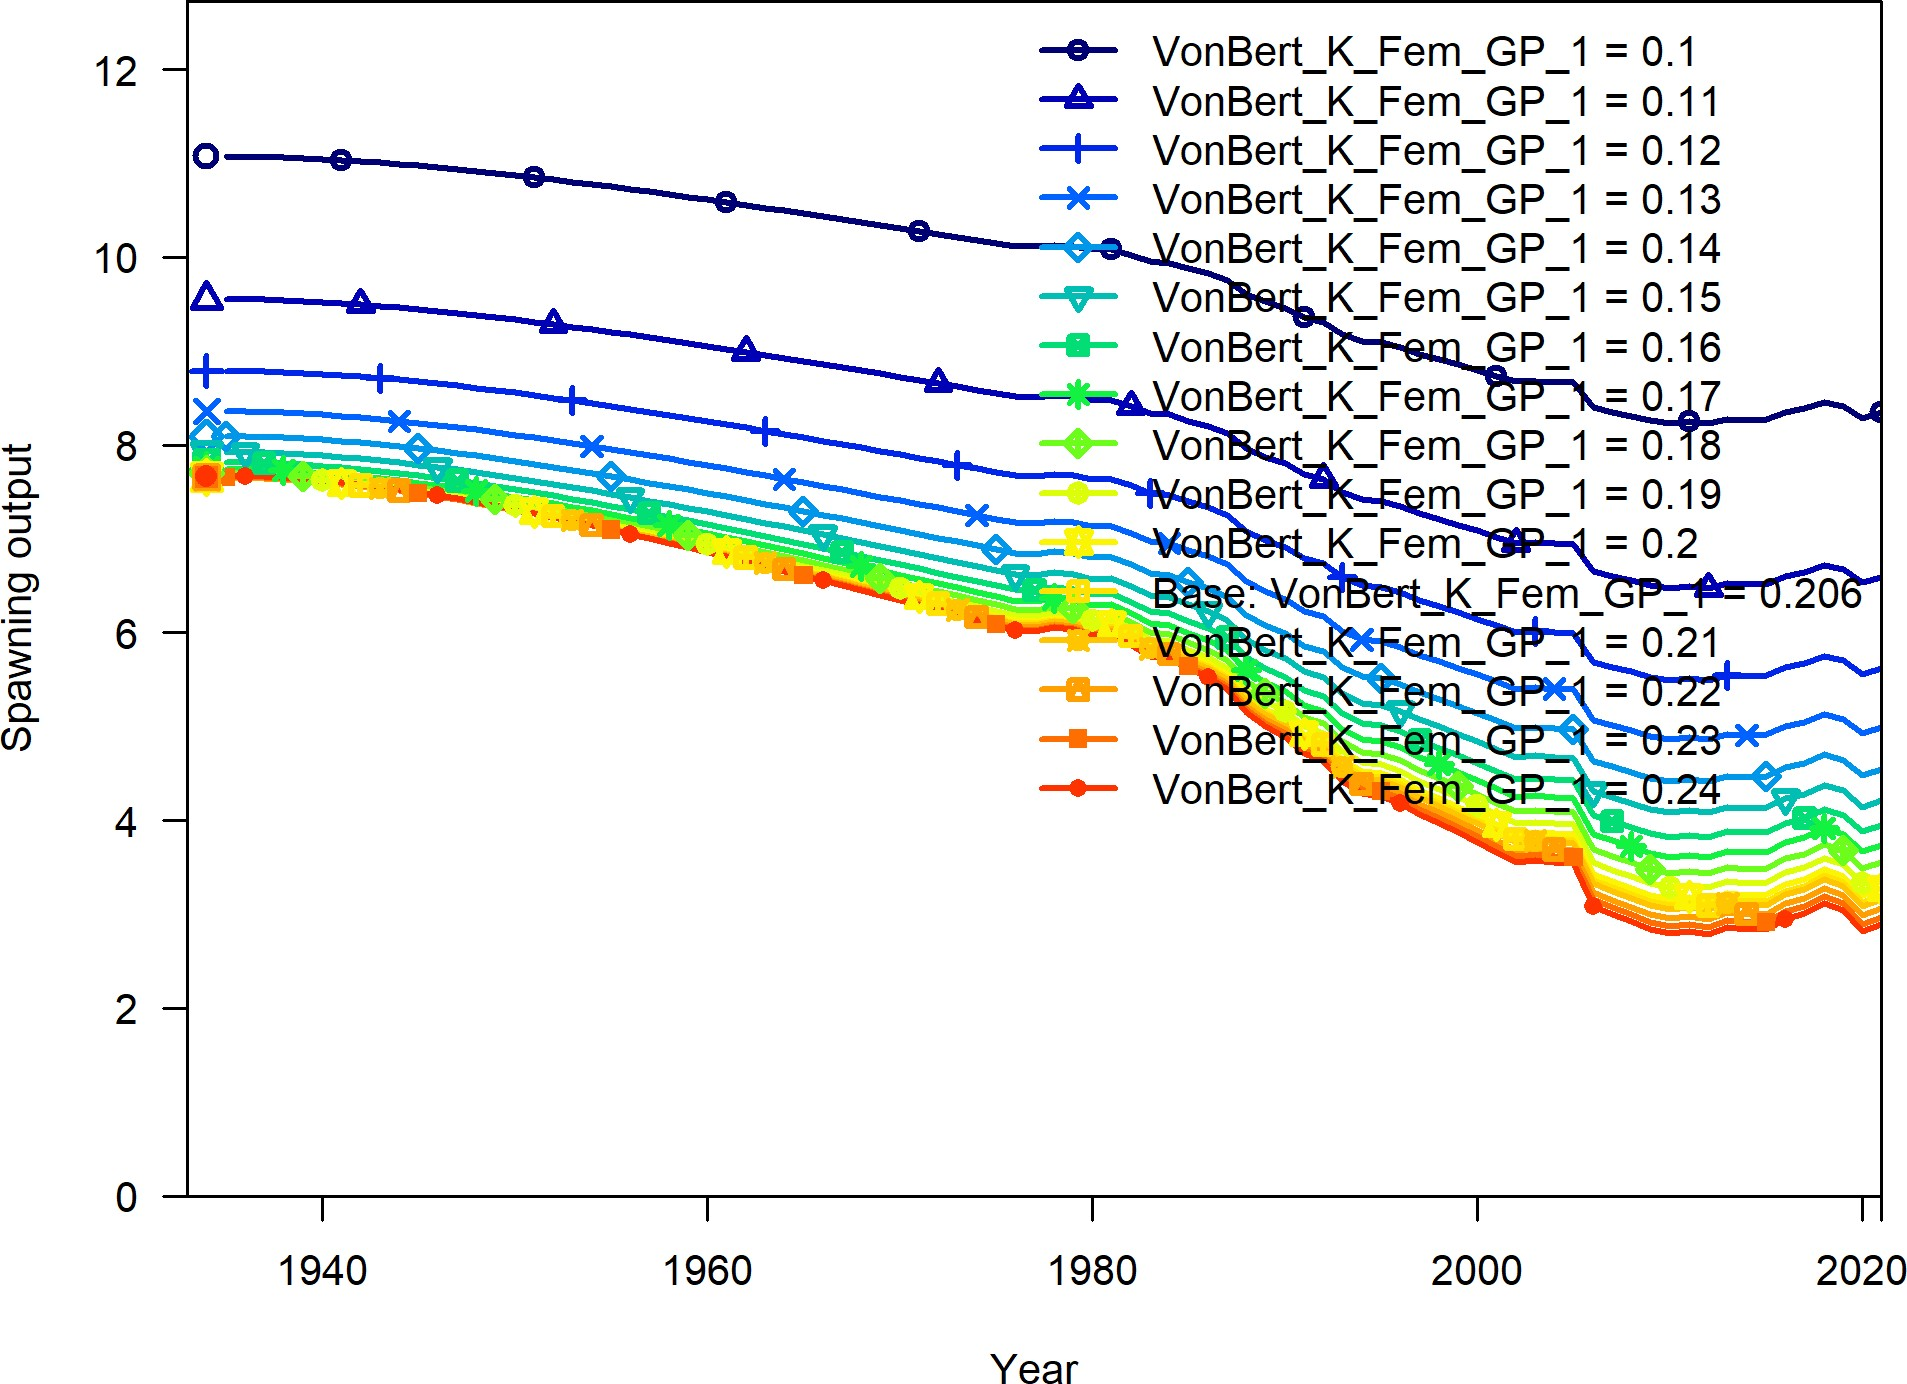 VonBert_K_Fem_GP_1 = 0.1
VonBert_K_Fem_GP_1 = 0.11
VonBert_K_Fem_GP_1 = 0.12
VonBert_K_Fem_GP_1 = 0.13
VonBert_K_Fem_GP_1 = 0.14
VonBert_K_Fem_GP_1 = 0.15
VonBert_K_Fem_GP_1 = 0.16
VonBert_K_Fem_GP_1 = 0.17
VonBert_K_Fem_GP_1 = 0.18
VonBert_K_Fem_GP_1 = 0.19
VonBert_K_Fem_GP_1 = 0.2
Base: VonBert_K_Fem_GP_1 = 0.206
VonBert_K_Fem_GP_1 = 0.21
VonBert_K_Fem_GP_1 = 0.22
VonBert_K_Fem_GP_1 = 0.23
VonBert_K_Fem_GP_1 = 0.24
Spawning output
12
10
8
6
4
2
0
1940 1960 1980 2000 2020
Year